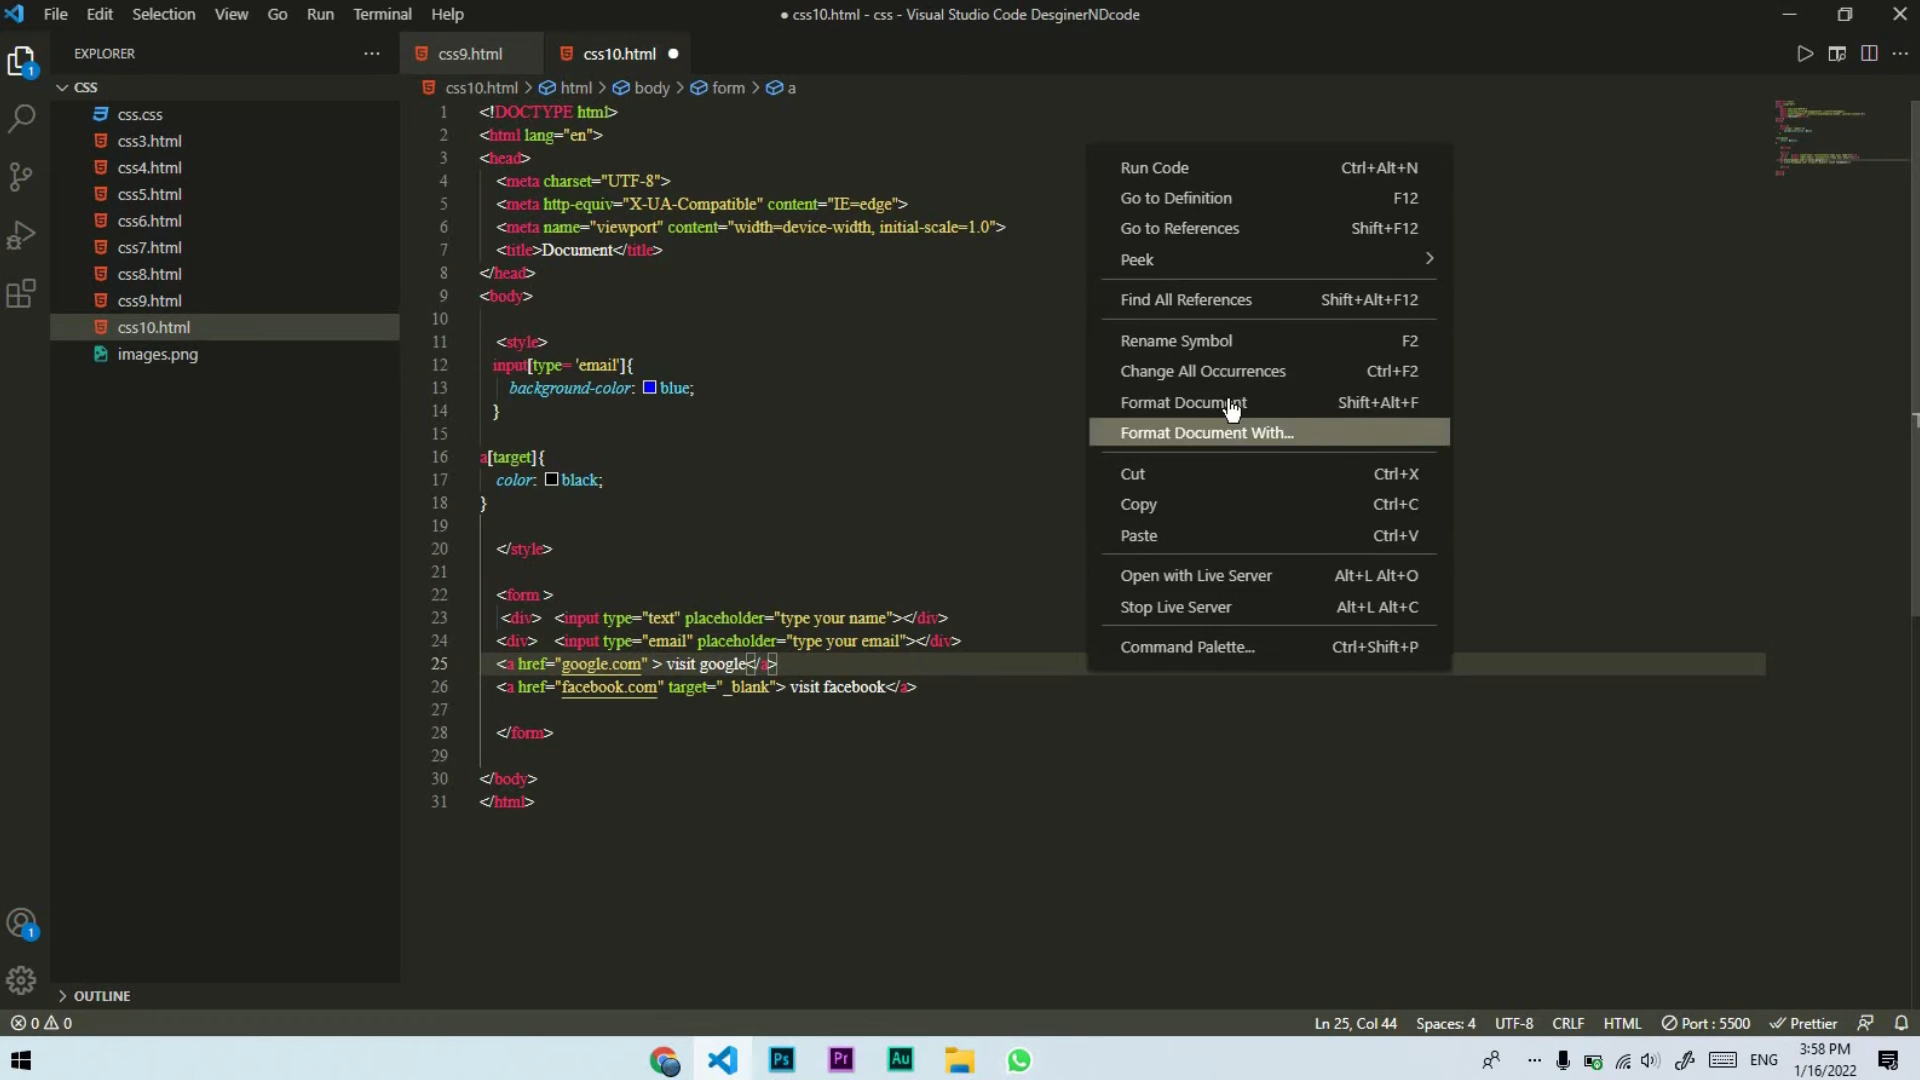 File Edit Selection View Go Run Terminal Help
● css10.html - css - Visual Studio Code DesginerNDcode
EXPLORER
1
CSS
css.css
css3.html
css4.html
css5.html
css6.html
css7.html
css8.html
css9.html
css10.html
images.png
1
OUTLINE
css9.html
css10.html
css10.html > html > body > form > a
1 <!DOCTYPE html>
2 <html lang="en">
3 <head>
4 <meta charset="UTF-8">
5 <meta http-equiv="X-UA-Compatible" content="IE=edge">
6 <meta name="viewport" content="width=device-width, initial-scale=1.0">
7 <title>Document</title>
8 </head>
9 <body>
10
11 <style>
12 input[type= 'email']{
13 background-color: blue;
14 }
15
16 a[target]{
17 color: black;
18 }
19
20 </style>
21
22 <form >
23 <div> <input type="text" placeholder="type your name"></div>
24 <div> <input type="email" placeholder="type your email"></div>
25 <a href="google.com" > visit google</a>
26 <a href="facebook.com" target="_blank"> visit facebook</a>
27
28 </form>
29
30 </body>
31 </html>
Run Code Ctrl+Alt+N
Go to Definition F12
Go to References Shift+F12
Peek
Find All References Shift+Alt+F12
Rename Symbol F2
Change All Occurrences Ctrl+F2
Format Document Shift+Alt+F
Format Document With...
Cut Ctrl+X
Copy Ctrl+C
Paste Ctrl+V
Open with Live Server Alt+L Alt+O
Stop Live Server Alt+L Alt+C
Command Palette... Ctrl+Shift+P
0 0
Ln 25, Col 44 Spaces: 4 UTF-8 CRLF HTML Port : 5500 Prettier
Ps Pr Au
ENG
3:58 PM
1/16/2022